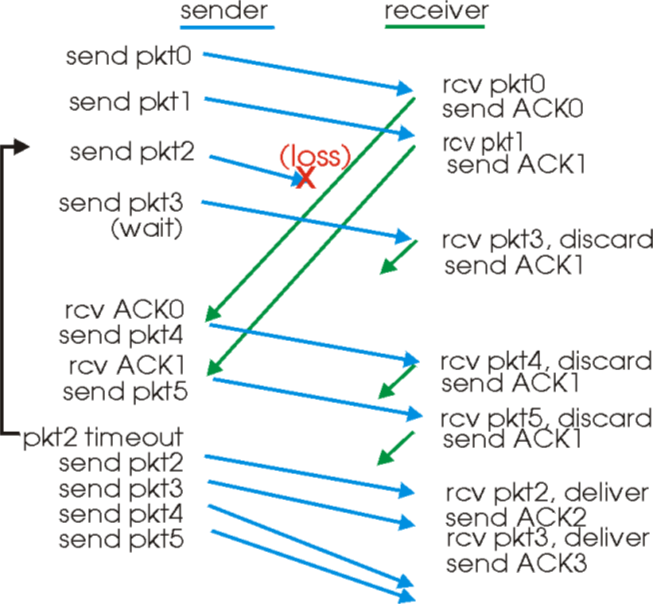 sender
receiver
send pkt0
send pkt1
send pkt2
(loss)
X
send pkt3
(wait)
rcv ACK0
send pkt4
rcv ACK1
send pkt5
pkt2 timeout
send pkt2
send pkt3
send pkt4
send pkt5
rcv pkt0
send ACK0
rcv pkt1
send ACK1
rcv pkt3, discard
send ACK1
rcv pkt4, discard
send ACK1
rcv pkt5, discard
send ACK1
rcv pkt2, deliver
send ACK2
rcv pkt3, deliver
send ACK3